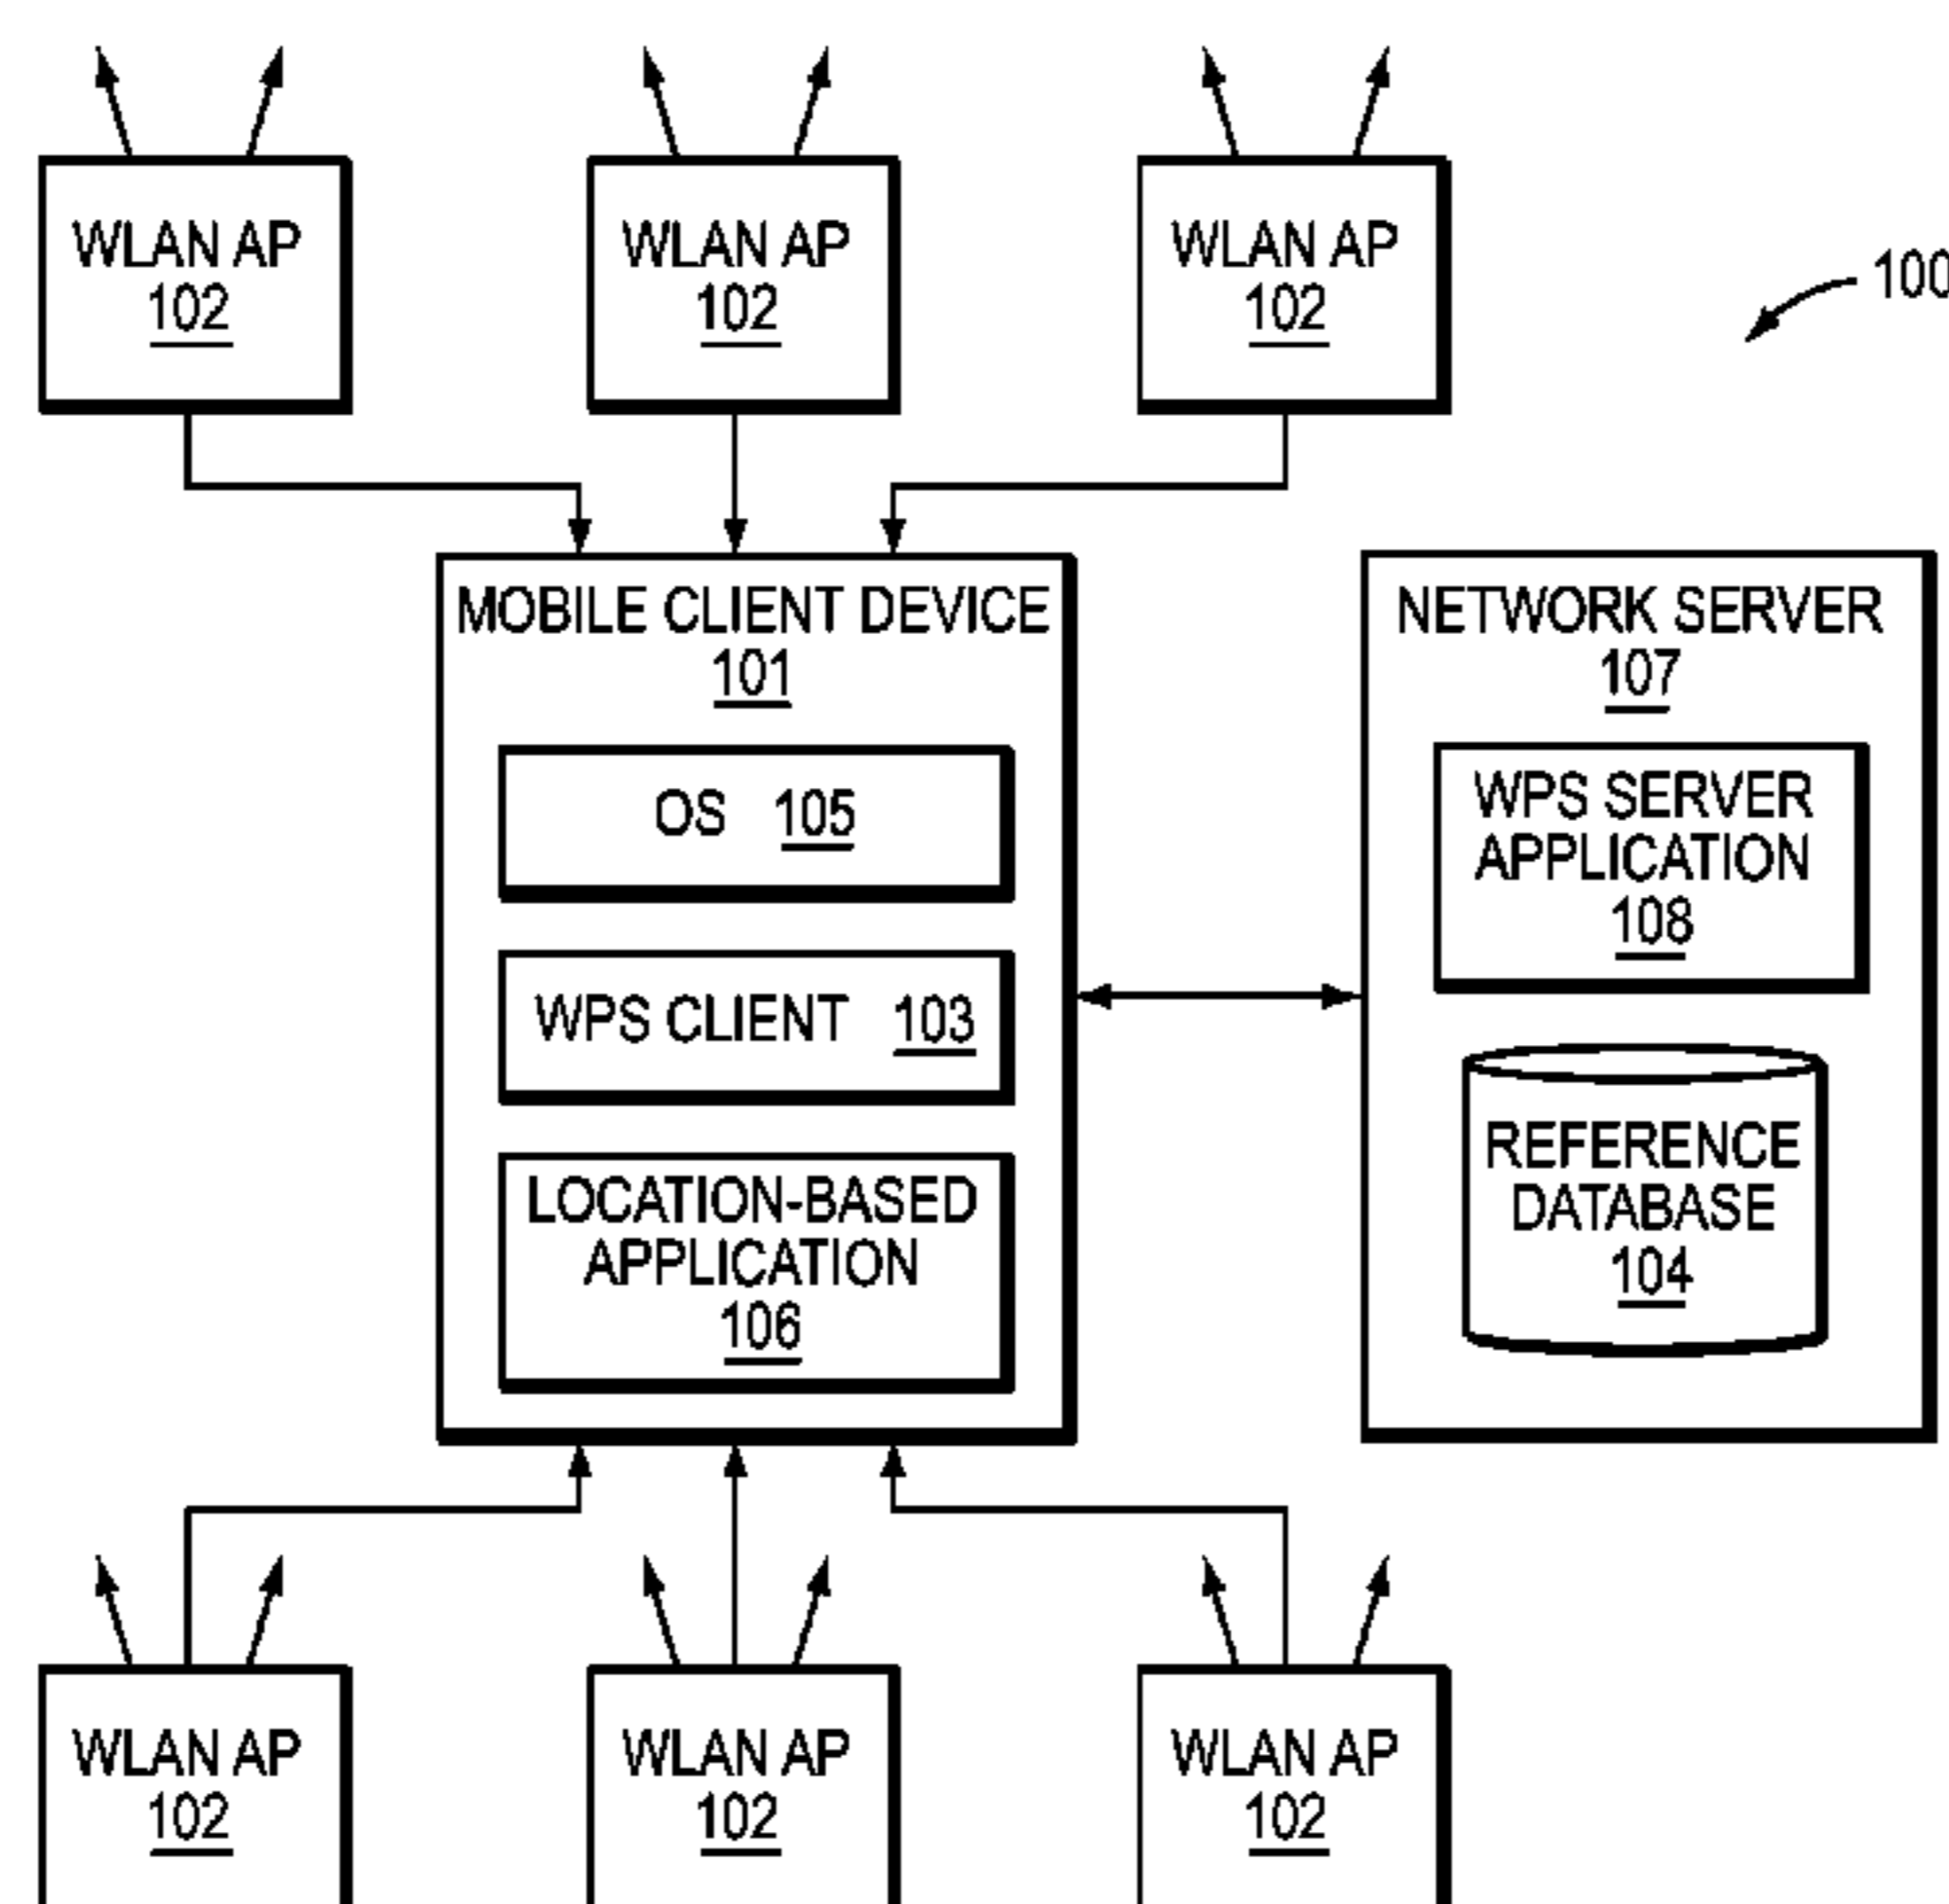 WLAN AP
102
WLAN AP
102
WLAN AP
102
100
MOBILE CLIENT DEVICE
101
OS 105
WPS CLIENT 103
LOCATION-BASED
APPLICATION
106
NETWORK SERVER
107
WPS SERVER
APPLICATION
108
REFERENCE
DATABASE
104
WLAN AP
102
WLAN AP
102
WLAN AP
102